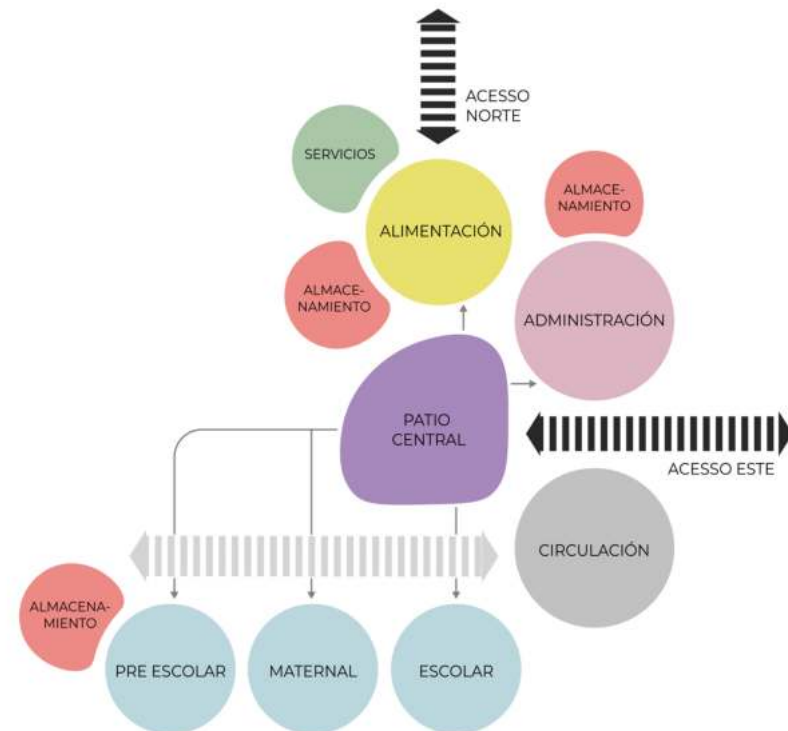 ACESSO
NORTE
SERVICIOS
ALMACE-
NAMIENTO
ALIMENTACIÓN
ALMACE-
NAMIENTO
ADMINISTRACIÓN
PATIO
CENTRAL
ACESSO ESTE
CIRCULACIÓN
ALMACENA-
MIENTO
PRE ESCOLAR
MATERNAL
ESCOLAR